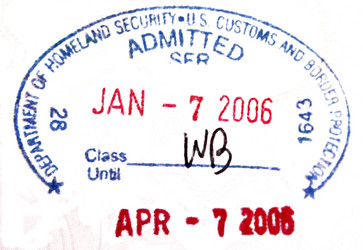 DEPARTMENT OF HOMELAND SECURITY • U.S. CUSTOMS AND BORDER PROTECTION
ADMITTED
SFR
28
JAN - 7 2006
1643
Class WB
Until
APR - 7 2006